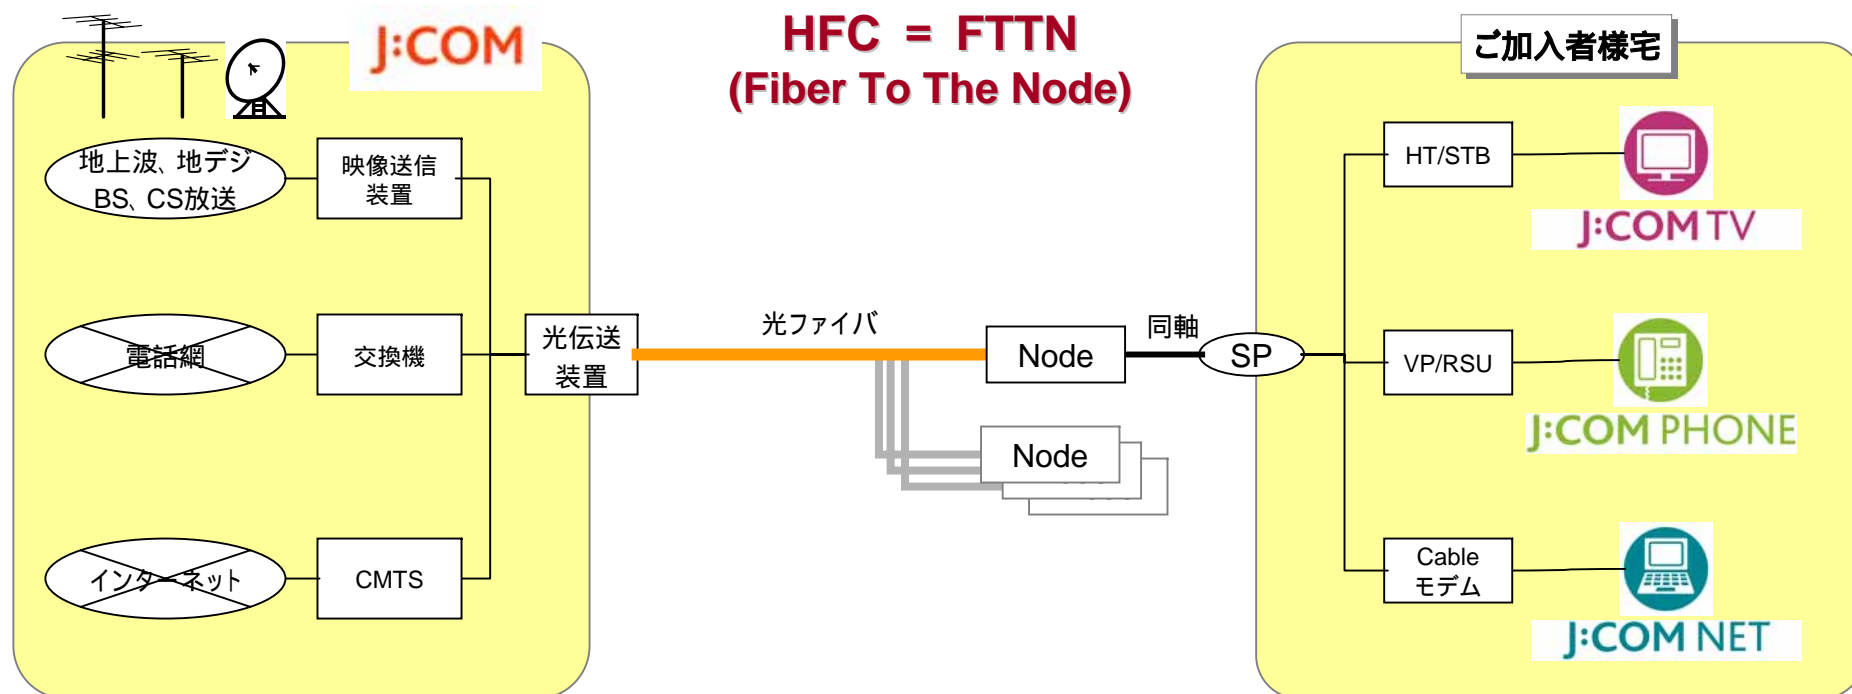 J:COM
HFC = FTTN
(Fiber To The Node)
ご加入者様宅
地上波、地デジ
BS、CS放送
映像送信
装置
電話網
交換機
インターネット
CMTS
光伝送
装置
光ファイバ
Node
同軸
SP
Node
HT/STB
J:COM TV
VP/RSU
J:COM PHONE
Cable
モデム
J:COM NET